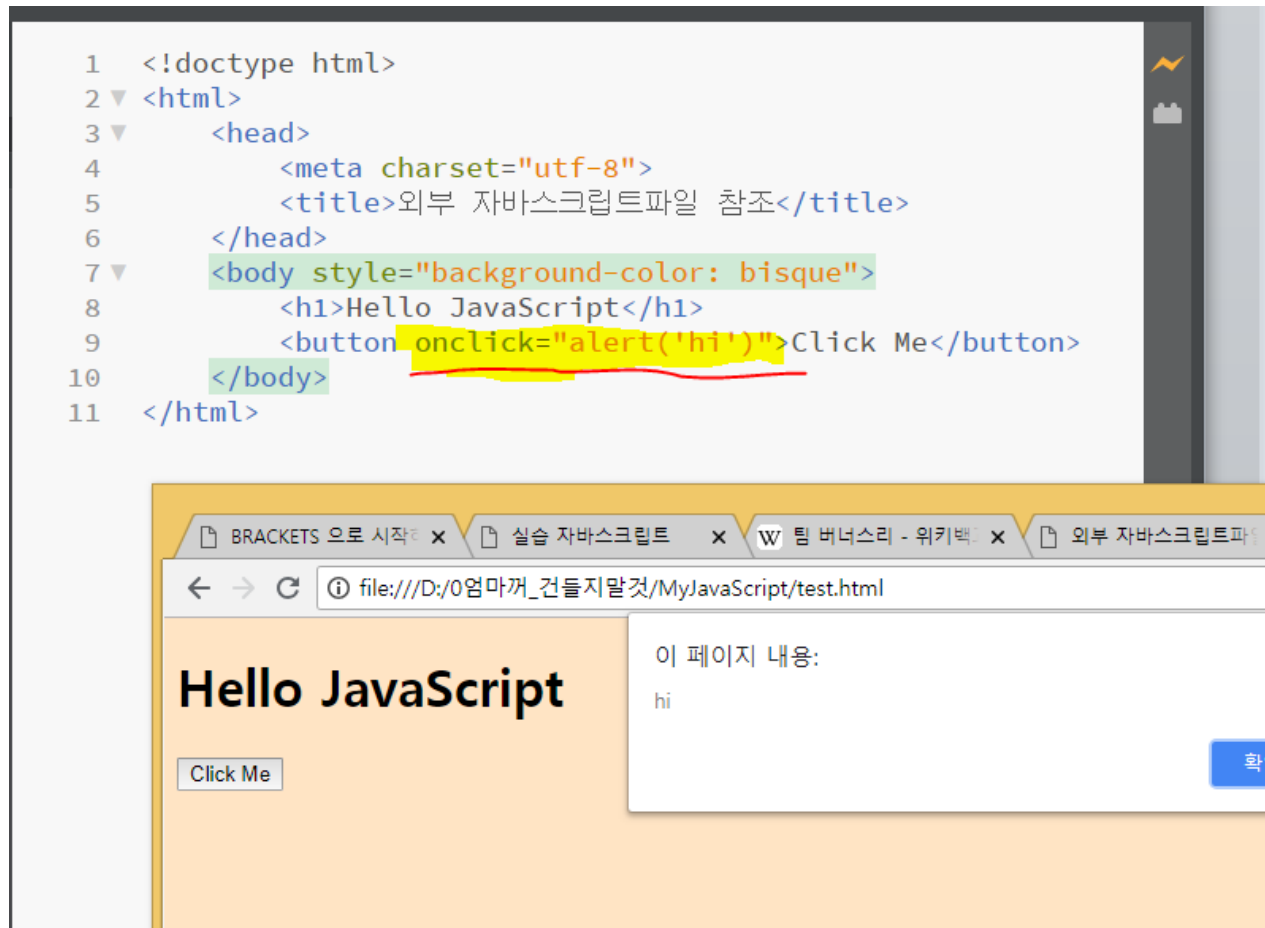 1 <!doctype html>
2 <html>
3 <head>
4 <meta charset="utf-8">
5 <title>외부 자바스크립트파일 참조</title>
6 </head>
7 <body style="background-color: bisque">
8 <h1>Hello JavaScript</h1>
9 <button onclick="alert('hi')">Click Me</button>
10 </body>
11 </html>
BRACKETS 으로 시작 실습 자바스크립트 W 팀 버너스리 - 위키백 외부 자바스크립트파
file:///D:/0엄마꺼_건들지말것/MyJavaScript/test.html
이 페이지 내용:
Hello JavaScript
hi
확
Click Me